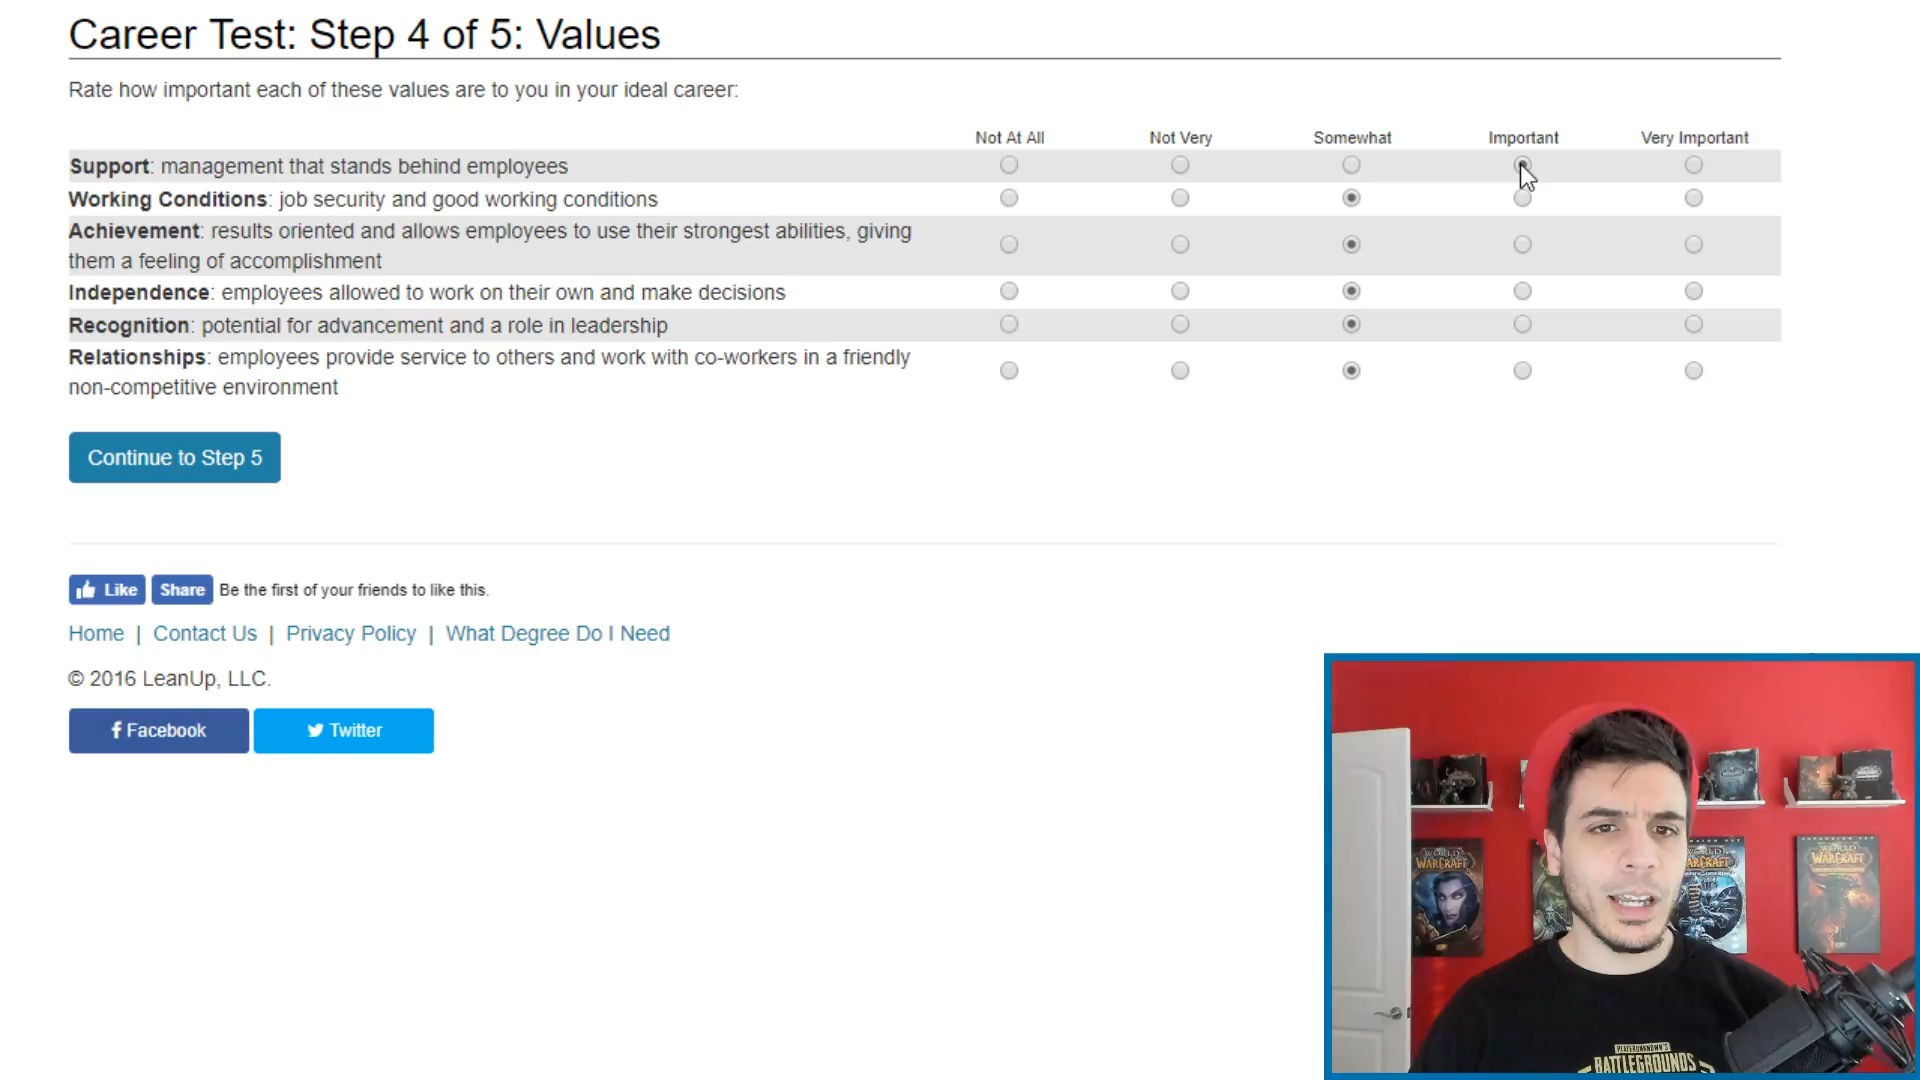 Career Test: Step 4 of 5: Values
Rate how important each of these values are to you in your ideal career:
Not At All Not Very Somewhat Important Very Important
Support: management that stands behind employees
Working Conditions: job security and good working conditions
Achievement: results oriented and allows employees to use their strongest abilities, giving
them a feeling of accomplishment
Independence: employees allowed to work on their own and make decisions
Recognition: potential for advancement and a role in leadership
Relationships: employees provide service to others and work with co-workers in a friendly
non-competitive environment
Continue to Step 5
Like Share Be the first of your friends to like this.
Home | Contact Us | Privacy Policy | What Degree Do I Need
© 2016 LeanUp, LLC.
Facebook Twitter
WORLD
WARCRAFT
WORLD
WARCRAFT
PLAYERUNKNOWN'S
BATTLEGROUNDS